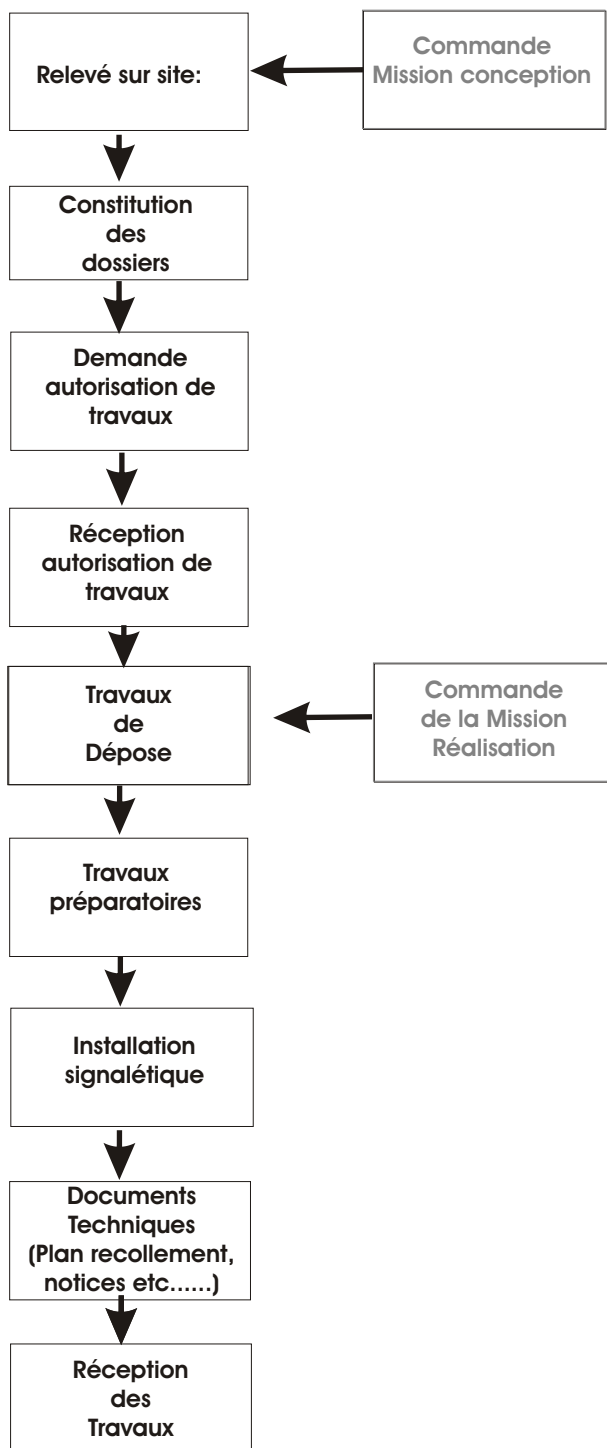 Relevé sur site:
Commande
Mission conception
Constitution
des
dossiers
Demande
autorisation de
travaux
Réception
autorisation de
travaux
Travaux
de
Dépose
Commande
de la Mission
Réalisation
Travaux
préparatoires
Installation
signalétique
Documents
Techniques
(Plan recollement,
notices etc......)
Réception
des
Travaux